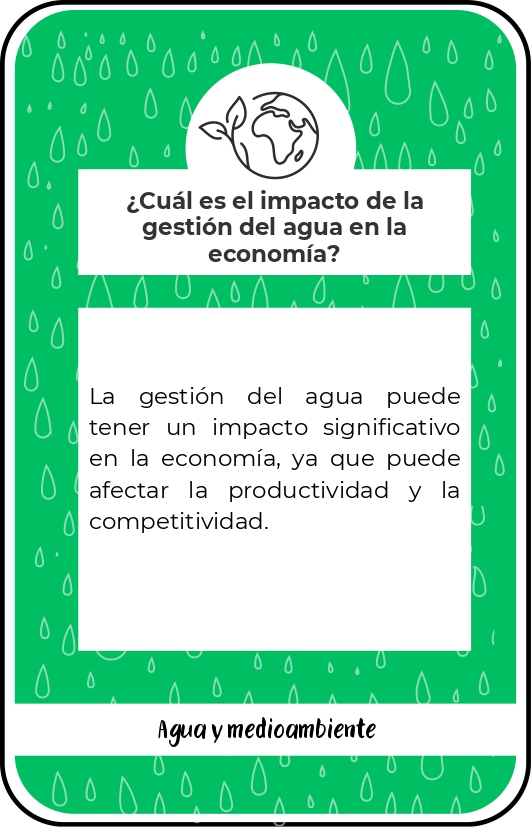 ¿Cuál es el impacto de la
gestión del agua en la
economía?
La gestión del agua puede
tener un impacto significativo
en la economía, ya que puede
afectar la productividad y la
competitividad.
Agua y medioambiente